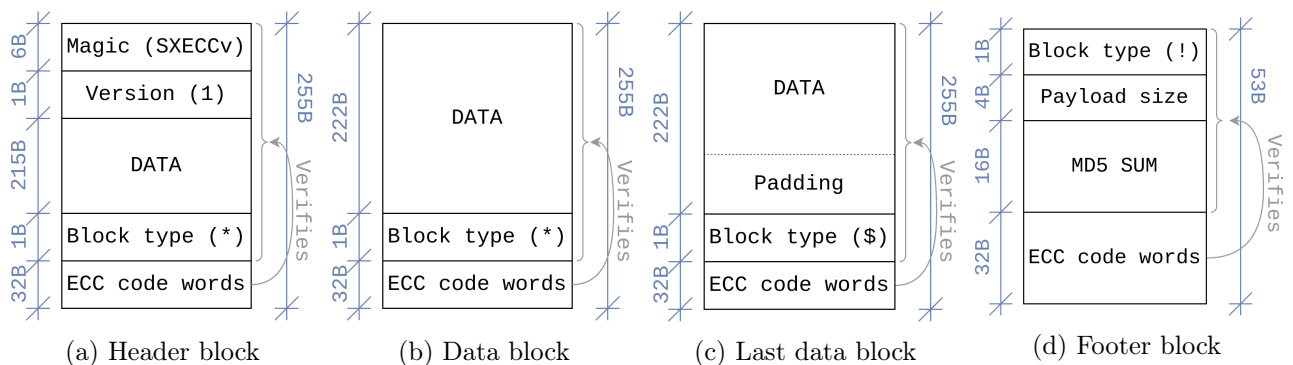 6B
Magic (SXECCv)
1B
Version (1)
215B
DATA
1B
Block type (*)
32B
ECC code words
255B
Verifies
(a) Header block
222B
DATA
1B
Block type (*)
32B
ECC code words
255B
Verifies
(b) Data block
222B
DATA
Padding
1B
Block type ($)
32B
ECC code words
255B
Verifies
(c) Last data block
1B
Block type (!)
4B
Payload size
16B
MD5 SUM
32B
ECC code words
53B
Verifies
(d) Footer block